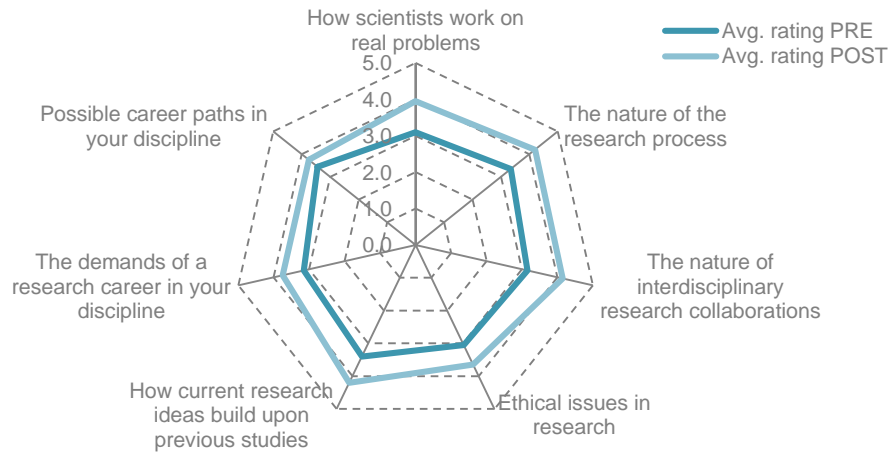 How scientists work on
real problems
Avg. rating PRE
Avg. rating POST
5.0
4.0
3.0
2.0
1.0
0.0
Possible career paths in
your discipline
The nature of the
research process
The demands of a
research career in your
discipline
The nature of
interdisciplinary
research collaborations
How current research
ideas build upon
previous studies
Ethical issues in
research